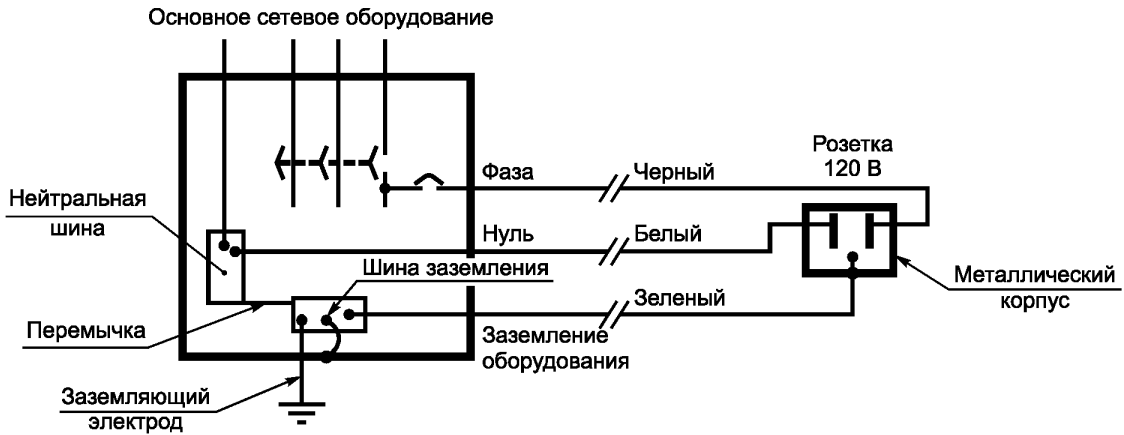 Основное сетевое оборудование
Розетка
120 В
Фаза
Черный
Нейтральная
шина
Нуль
Белый
Шина заземления
Металлический
корпус
Зеленый
Перемычка
Заземление
оборудования
Заземляющий
электрод